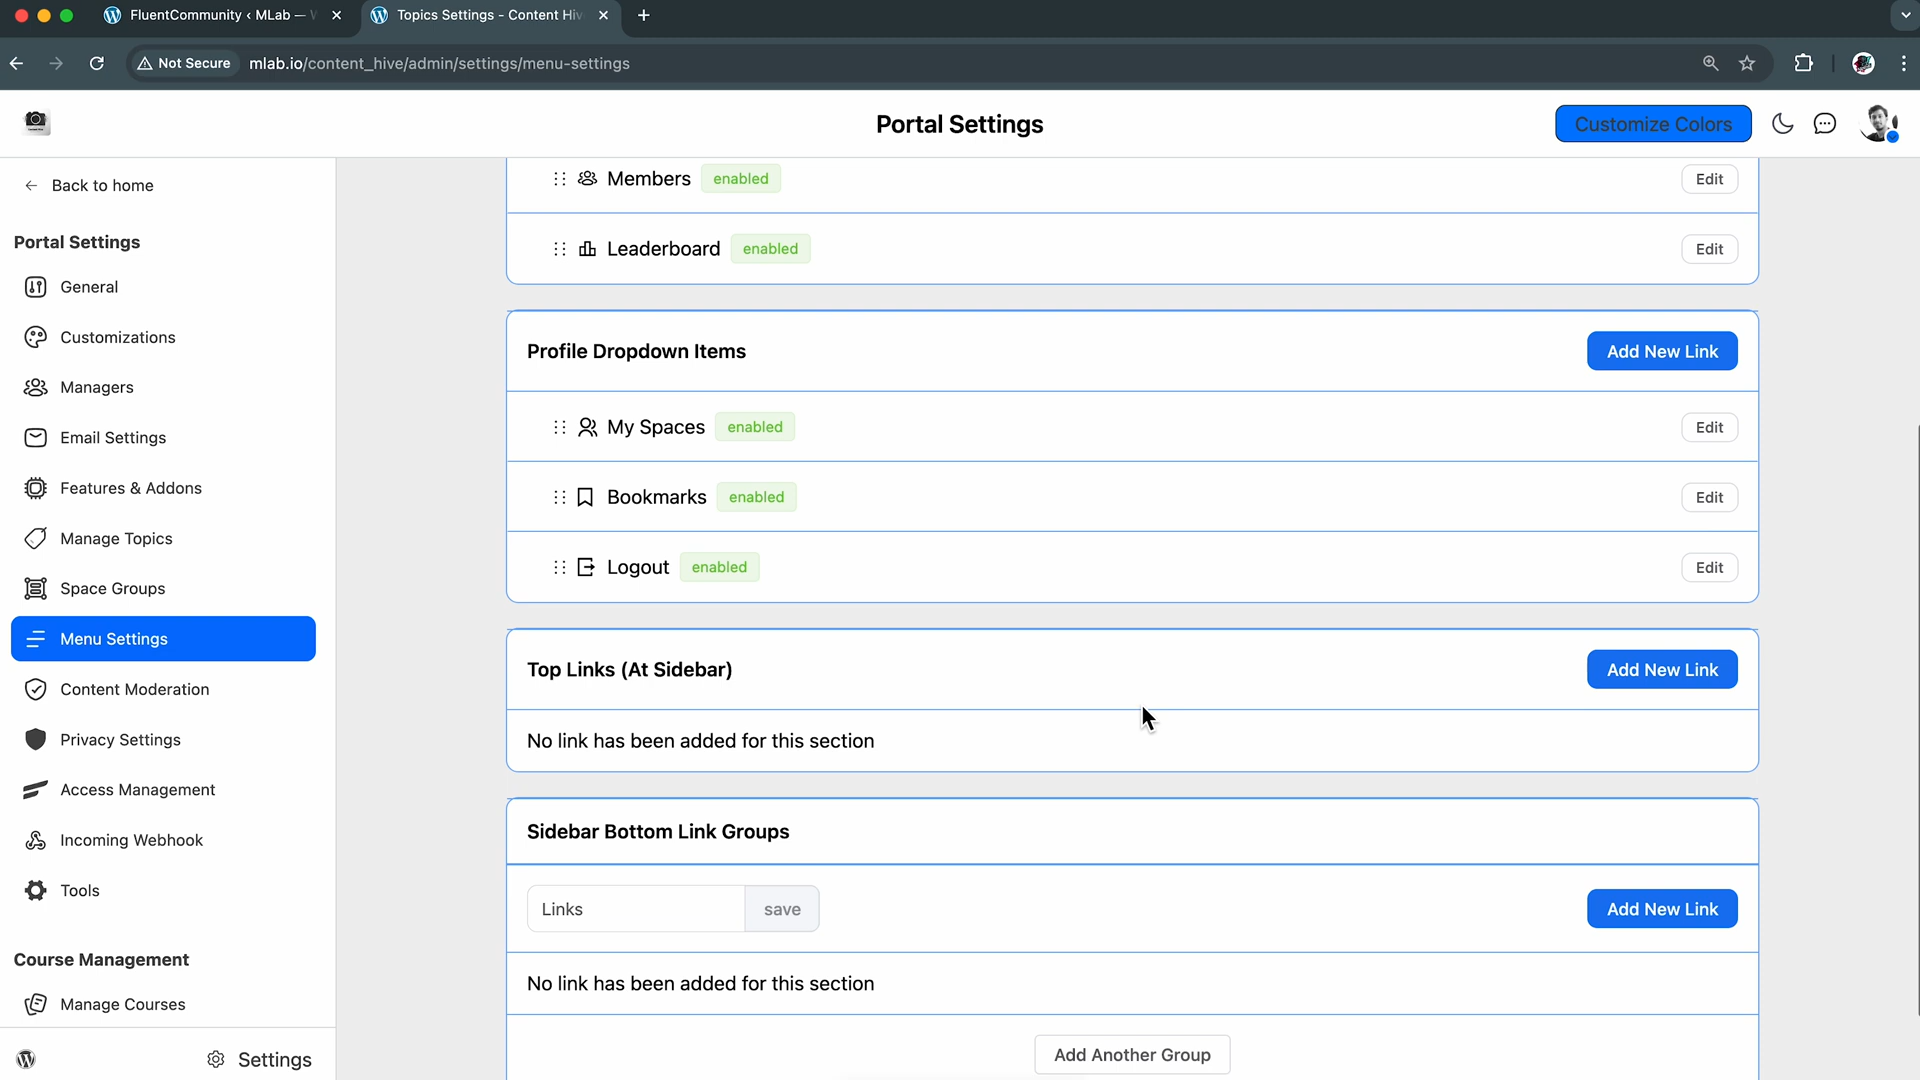 FluentCommunity ‹ MLab — W
Topics Settings - Content Hiv
Not Secure
mlab.io/content_hive/admin/settings/menu-settings
Portal Settings
Customize Colors
Back to home
Portal Settings
General
Customizations
Managers
Email Settings
Features & Addons
Manage Topics
Space Groups
Menu Settings
Content Moderation
Privacy Settings
Access Management
Incoming Webhook
Tools
Course Management
Manage Courses
Settings
Members enabled Edit
Leaderboard enabled Edit
Profile Dropdown Items Add New Link
My Spaces enabled Edit
Bookmarks enabled Edit
Logout enabled Edit
Top Links (At Sidebar) Add New Link
No link has been added for this section
Sidebar Bottom Link Groups
Links save Add New Link
No link has been added for this section
Add Another Group